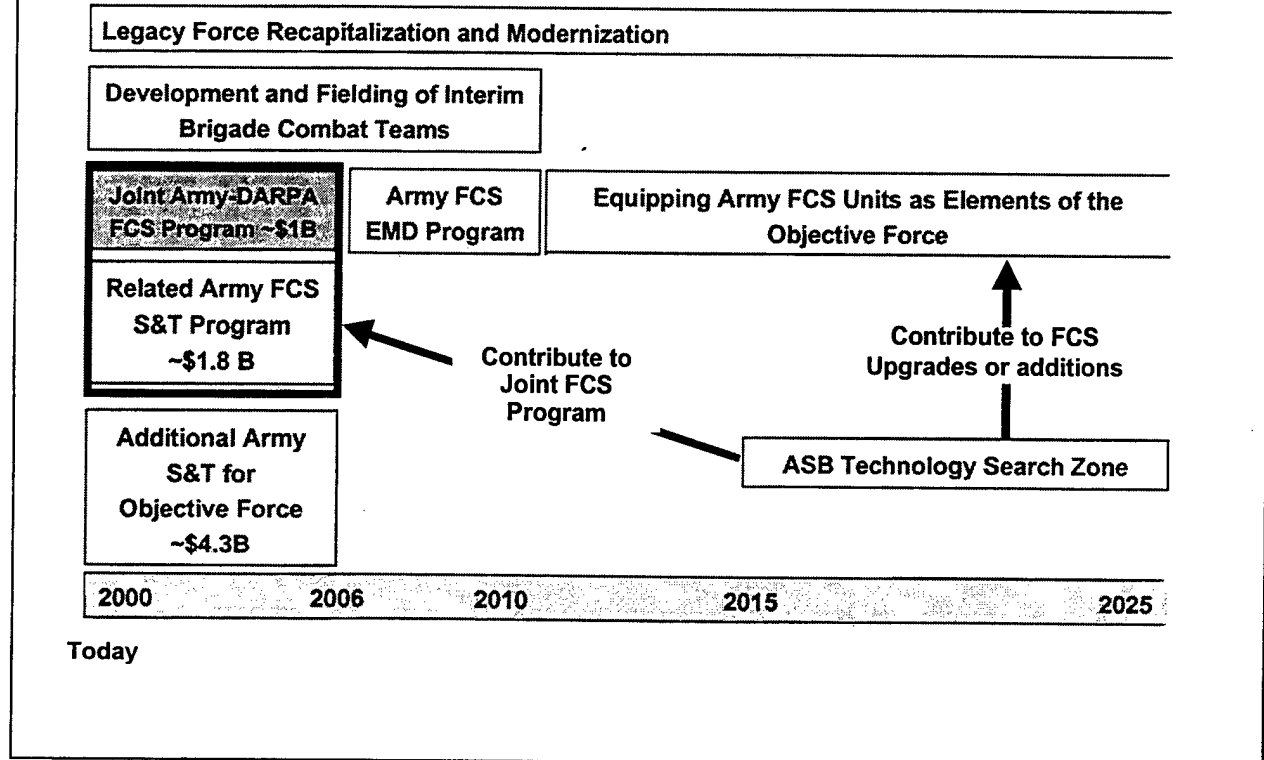 Legacy Force Recapitalization and Modernization
Development and Fielding of Interim
Brigade Combat Teams
Joint Army-DARPA
FCS Program ~$1B
Army FCS
EMD Program
Equipping Army FCS Units as Elements of the
Objective Force
Related Army FCS
S&T Program
~$1.8 B
Contribute to
Joint FCS
Program
Contribute to FCS
Upgrades or additions
Additional Army
S&T for
Objective Force
~$4.3B
ASB Technology Search Zone
2000 2006 2010 2015 2025
Today